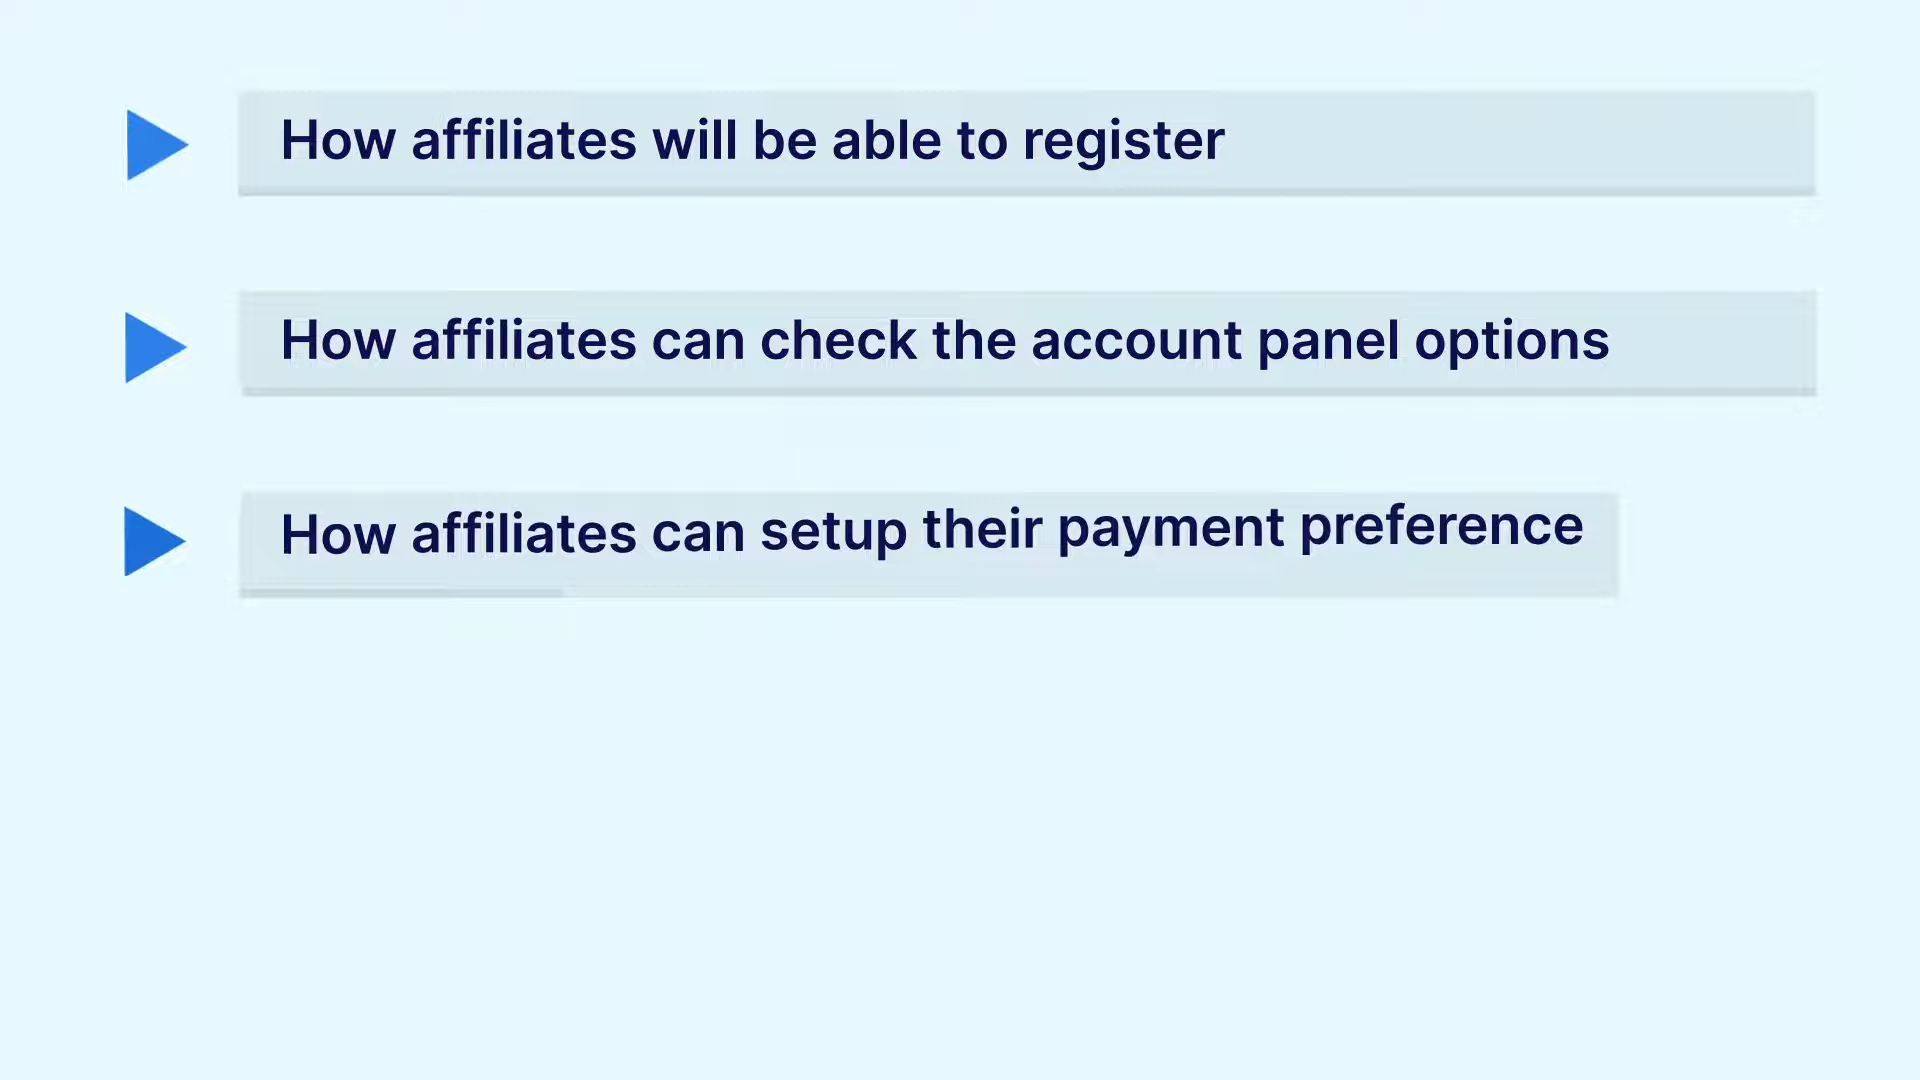 How affiliates will be able to register
How affiliates can check the account panel options
How affiliates can setup their payment preference